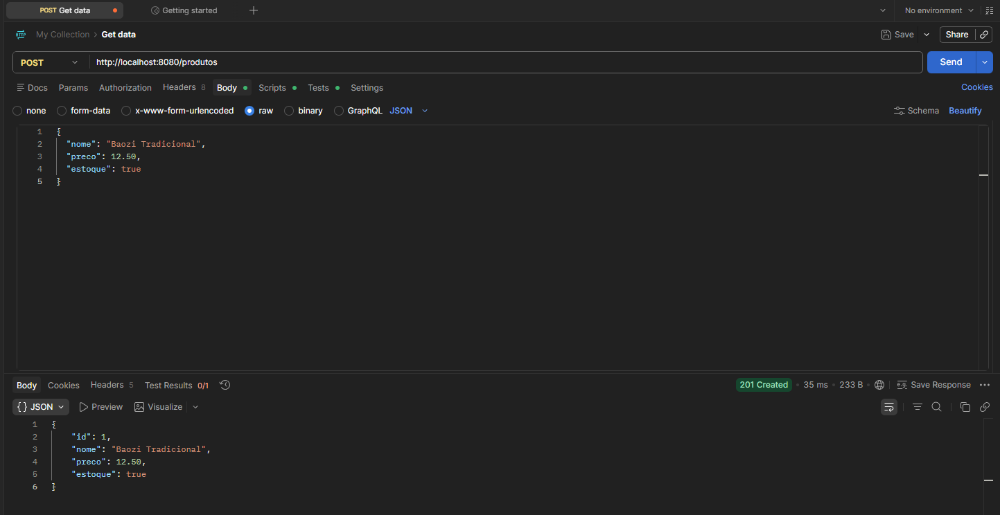 POST Get data
Getting started
No environment
HTTP My Collection > Get data
Save
Share
POST
http://localhost:8080/produtos
Send
Docs Params Authorization Headers 8 Body Scripts Tests Settings
Cookies
none form-data x-www-form-urlencoded raw binary GraphQL JSON
Schema Beautify
1 {
2 "nome": "Baozi Tradicional",
3 "preco": 12.50,
4 "estoque": true
5 }
Body Cookies Headers 5 Test Results 0/1
201 Created • 35 ms • 233 B •
e.g. Save Response
{} JSON Preview Visualize
1 {
2 "id": 1,
3 "nome": "Baozi Tradicional",
4 "preco": 12.50,
5 "estoque": true
6 }